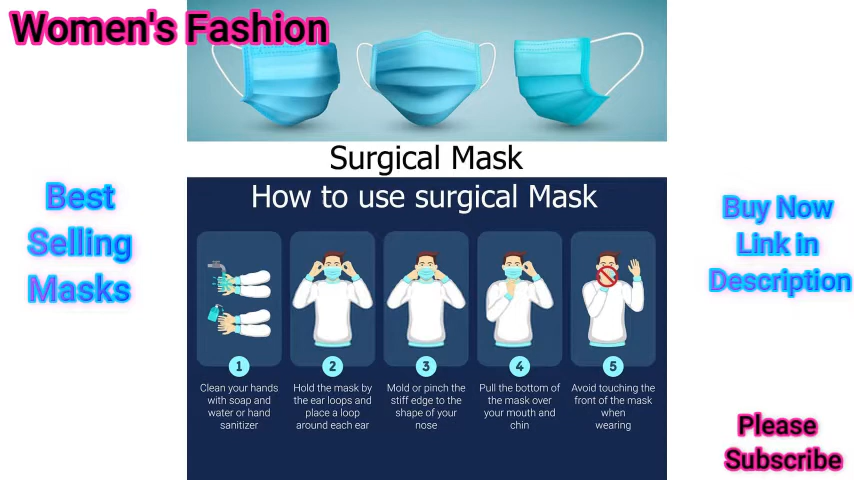 Women's Fashion
Surgical Mask
How to use surgical Mask
Best
Selling
Masks
Buy Now
Link in
Description
1
Clean your hands
with soap and
water or hand
sanitizer
2
Hold the mask by
the ear loops and
place a loop
around each ear
3
Mold or pinch the
stiff edge to the
shape of your
nose
4
Pull the bottom of
the mask over
your mouth and
chin
5
Avoid touching the
front of the mask
when
wearing
Please
Subscribe